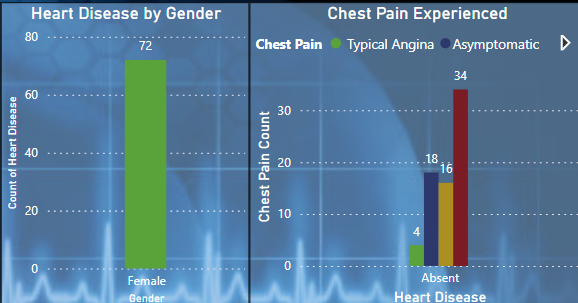 Heart Disease by Gender
80
72
60
40
20
0
Count of Heart Disease
Female
Gender
Chest Pain Experienced
Chest Pain Typical Angina Asymptomatic
34
30
20
18
16
10
4
0
Chest Pain Count
Absent
Heart Disease